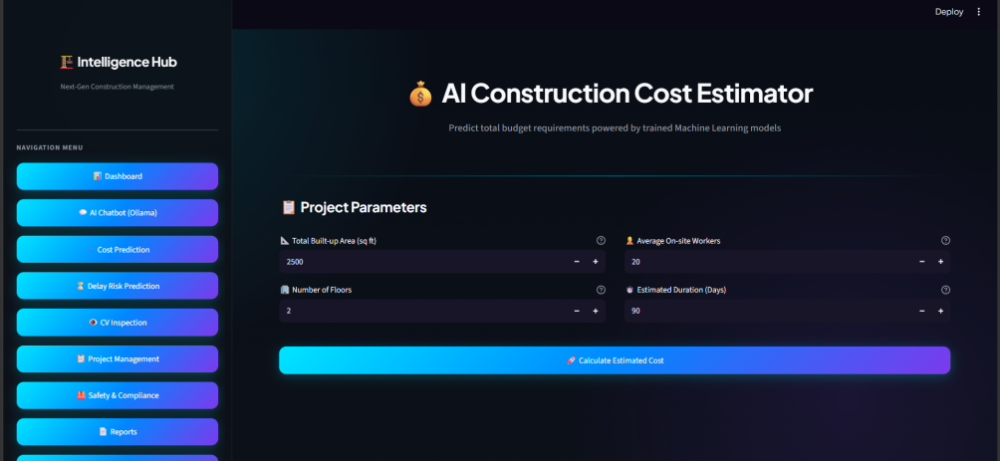 Deploy
Intelligence Hub
Next-Gen Construction Management
NAVIGATION MENU
Dashboard
AI Chatbot (Ollama)
Cost Prediction
Delay Risk Prediction
CV Inspection
Project Management
Safety & Compliance
Reports
AI Construction Cost Estimator
Predict total budget requirements powered by trained Machine Learning models
Project Parameters
Total Built-up Area (sq ft)
2500
Average On-site Workers
20
Number of Floors
2
Estimated Duration (Days)
90
Calculate Estimated Cost